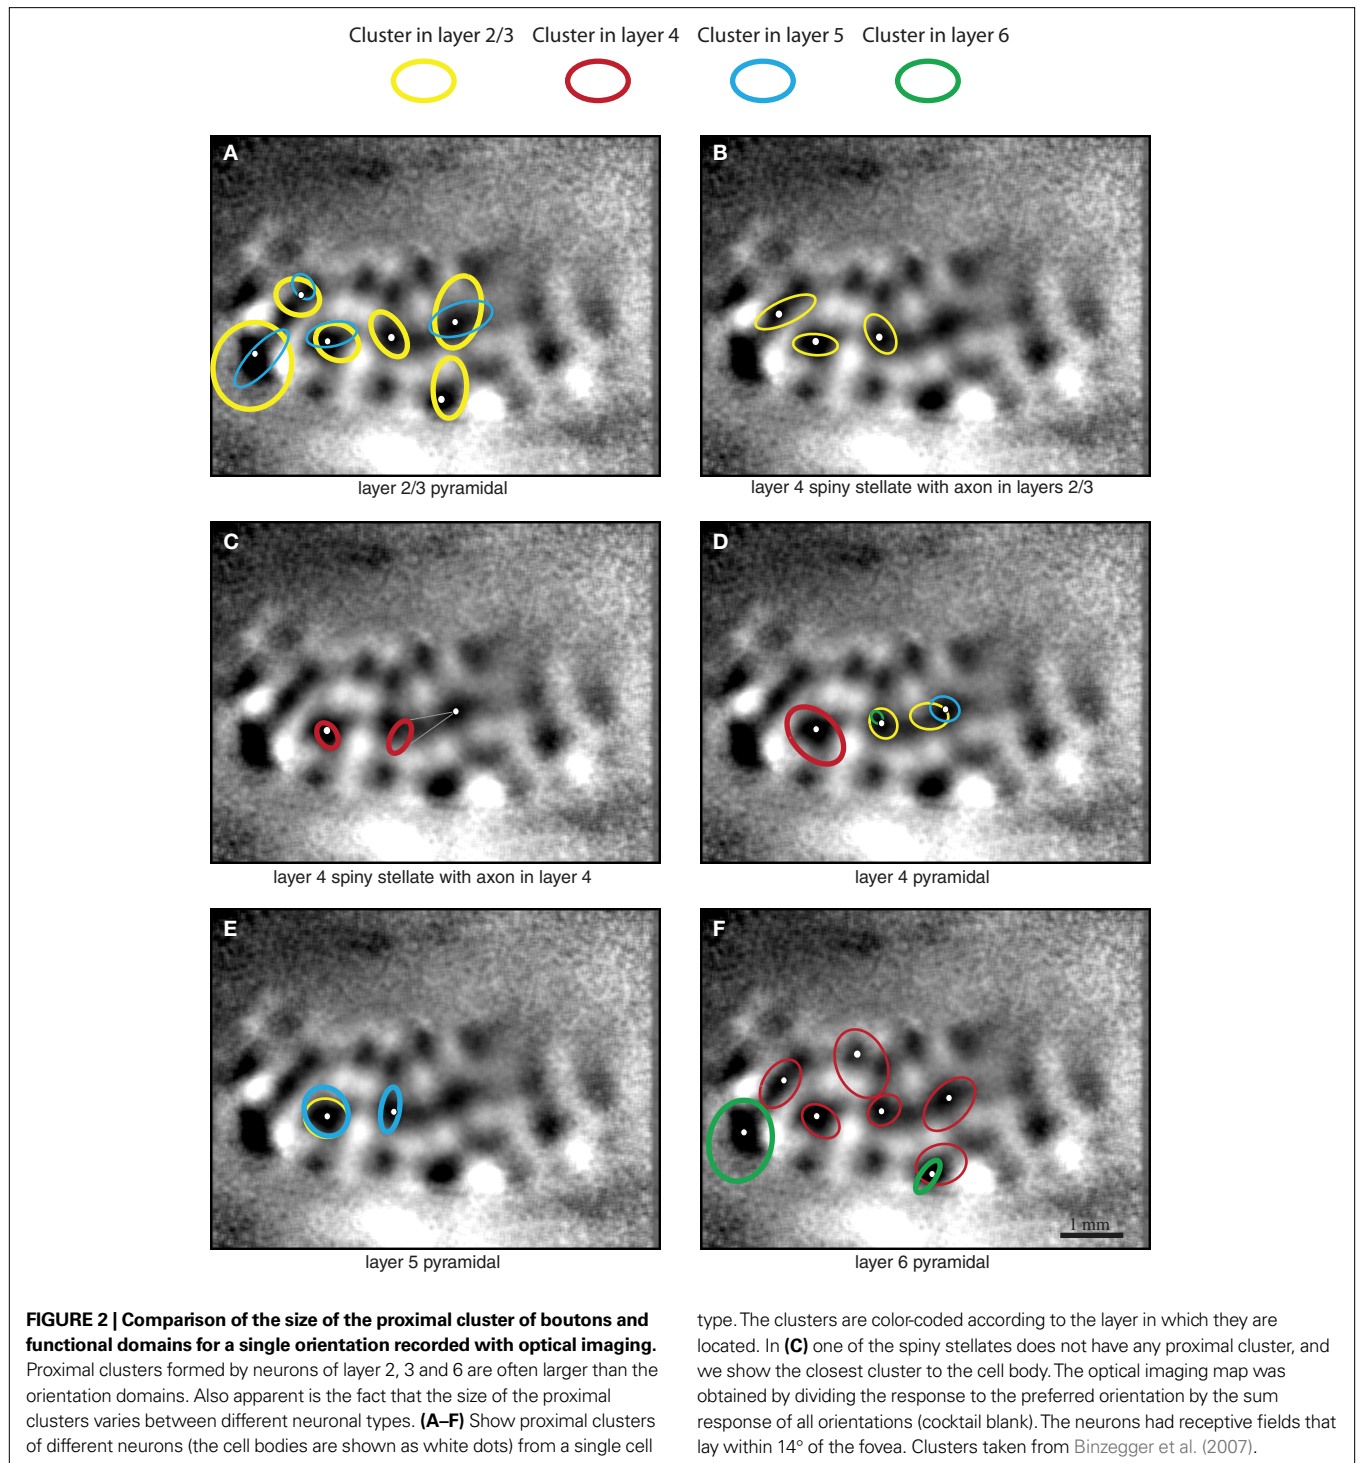 Cluster in layer 2/3 Cluster in layer 4 Cluster in layer 5 Cluster in layer 6
A
B
layer 2/3 pyramidal
layer 4 spiny stellate with axon in layers 2/3
C
D
layer 4 spiny stellate with axon in layer 4
layer 4 pyramidal
E
F
1 mm
layer 5 pyramidal
layer 6 pyramidal
FIGURE 2 | Comparison of the size of the proximal cluster of boutons and
functional domains for a single orientation recorded with optical imaging.
Proximal clusters formed by neurons of layer 2, 3 and 6 are often larger than the
orientation domains. Also apparent is the fact that the size of the proximal
clusters varies between different neuronal types. (A–F) Show proximal clusters
of different neurons (the cell bodies are shown as white dots) from a single cell
type. The clusters are color-coded according to the layer in which they are
located. In (C) one of the spiny stellates does not have any proximal cluster, and
we show the closest cluster to the cell body. The optical imaging map was
obtained by dividing the response to the preferred orientation by the sum
response of all orientations (cocktail blank). The neurons had receptive fields that
lay within 14° of the fovea. Clusters taken from Binzegger et al. (2007).